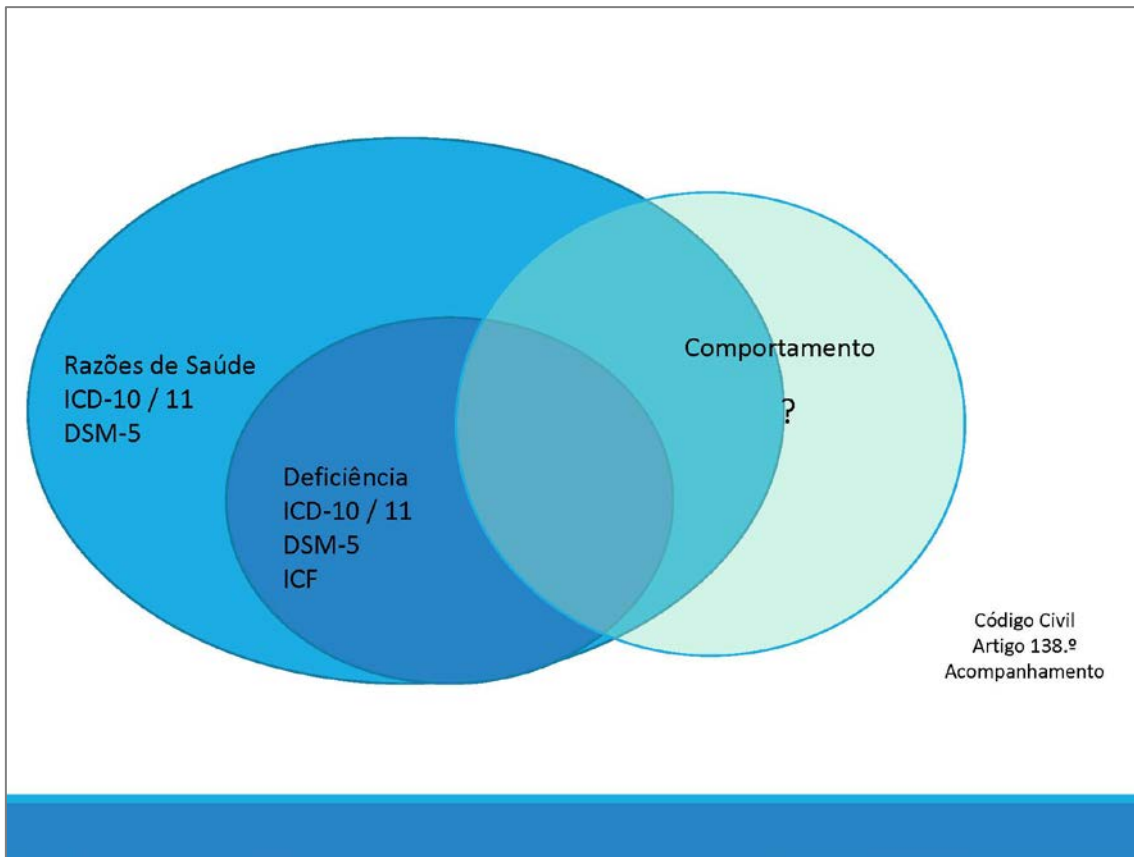 Razões de Saúde
ICD-10 / 11
DSM-5
Deficiência
ICD-10 / 11
DSM-5
ICF
Comportamento
?
Código Civil
Artigo 138.º
Acompanhamento